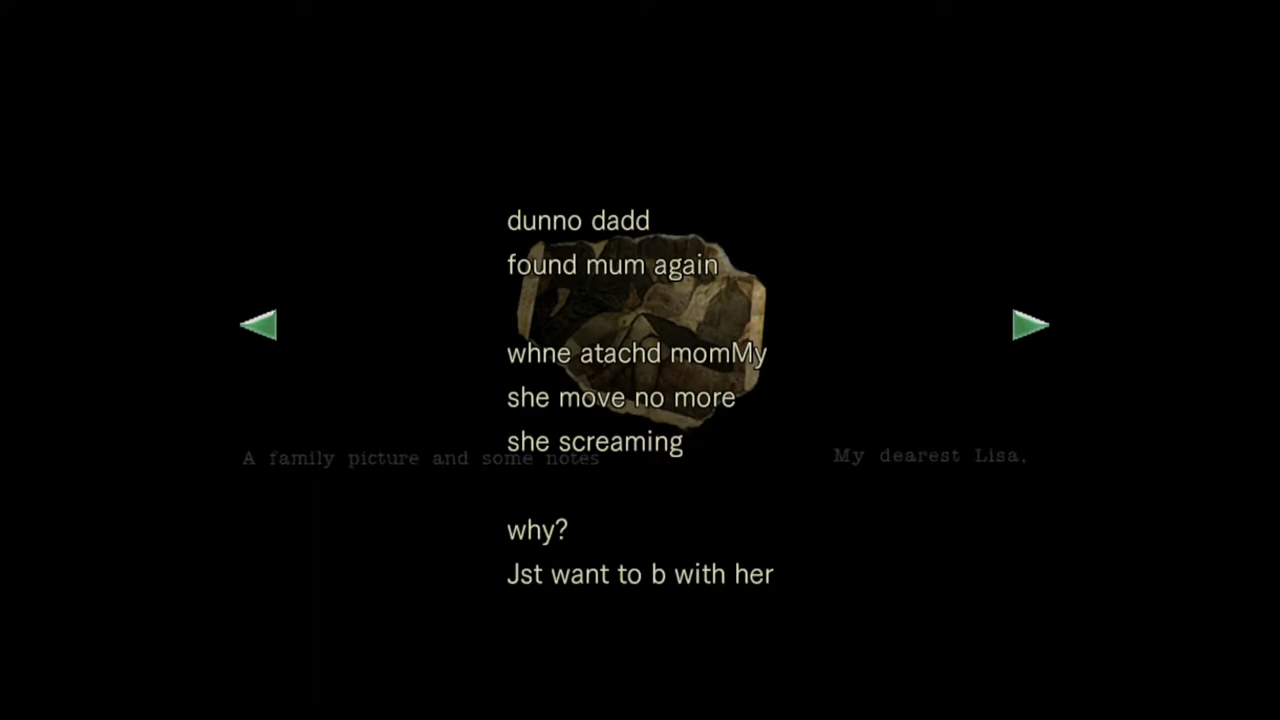 dunno dadd
found mum again
whne atachd momMy
she move no more
she screaming
A family picture and some notes
My dearest Lisa,
why?
Jst want to b with her